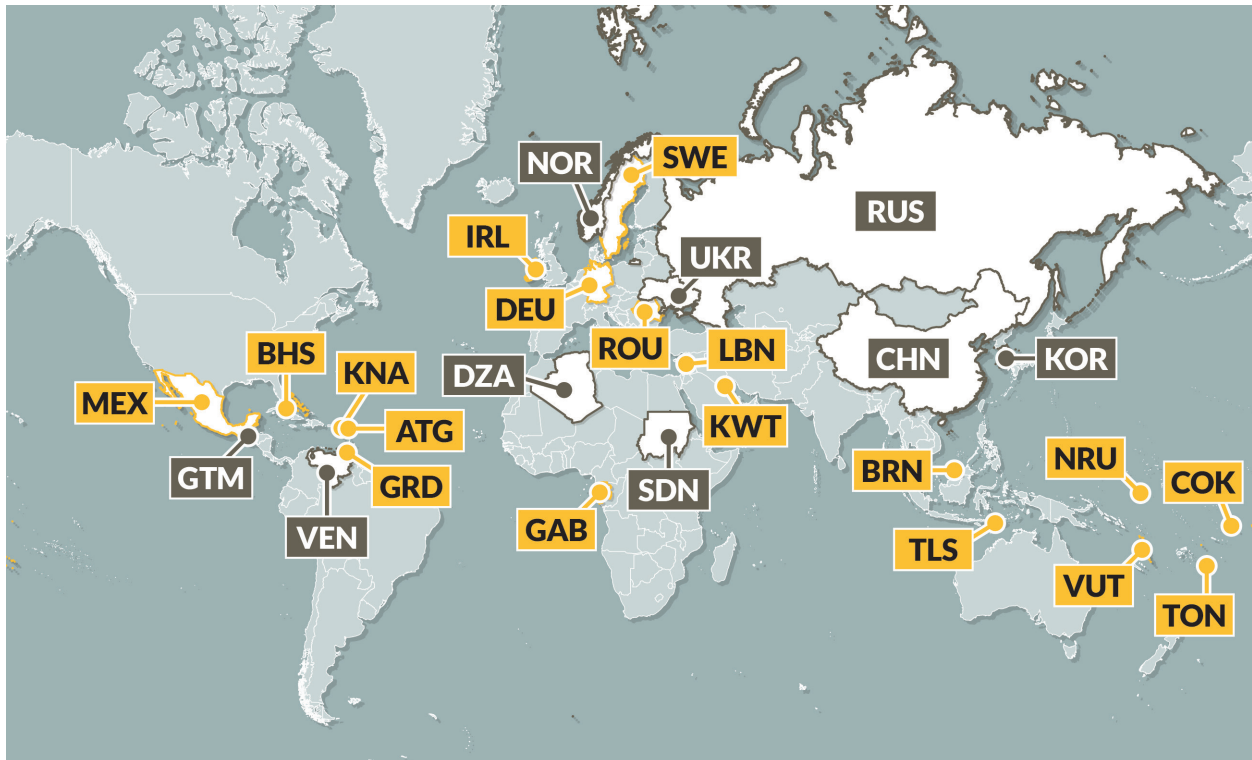 NOR
SWE
RUS
IRL
UKR
DEU
ROU
LBN
CHN
KOR
BHS
KNA
DZA
MEX
ATG
KWT
GTM
GRD
SDN
BRN
NRU
COK
VEN
GAB
TLS
VUT
TON